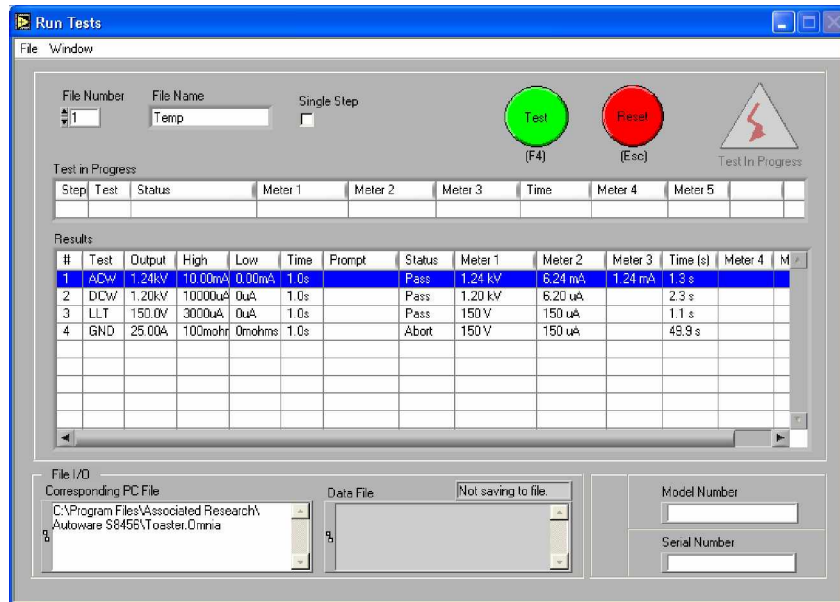 Run Tests
File Window
File Number File Name Single Step
1 Temp
Test Reset
(F4) (Esc) Test In Progress
Test in Progress
Step Test Status Meter 1 Meter 2 Meter 3 Time Meter 4 Meter 5
Results
# Test Output High Low Time Prompt Status Meter 1 Meter 2 Meter 3 Time (s) Meter 4 M
1 ACW 1.24kV 10.00mA 0.00mA 1.0s Pass 1.24 kV 6.24 mA 1.24 mA 1.3 s
2 DCW 1.20kV 10000uA 0uA 1.0s Pass 1.20 kV 6.20 uA 2.3 s
3 LLT 150.0V 3000uA 0uA 1.0s Pass 150 V 150 uA 1.1 s
4 GND 25.00A 100mohr 0mohms 1.0s Abort 150 V 150 uA 49.9 s
File I/O
Corresponding PC File Data File Not saving to file. Model Number
C:\Program Files\Associated Research\
Autoware S8456\Toaster.Omnia
Serial Number